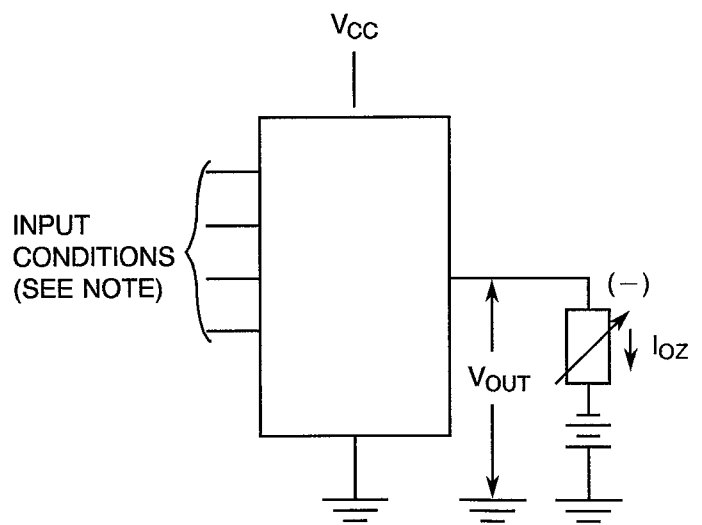 VCC
INPUT
CONDITIONS
(SEE NOTE)
(−)
IOZ
VOUT